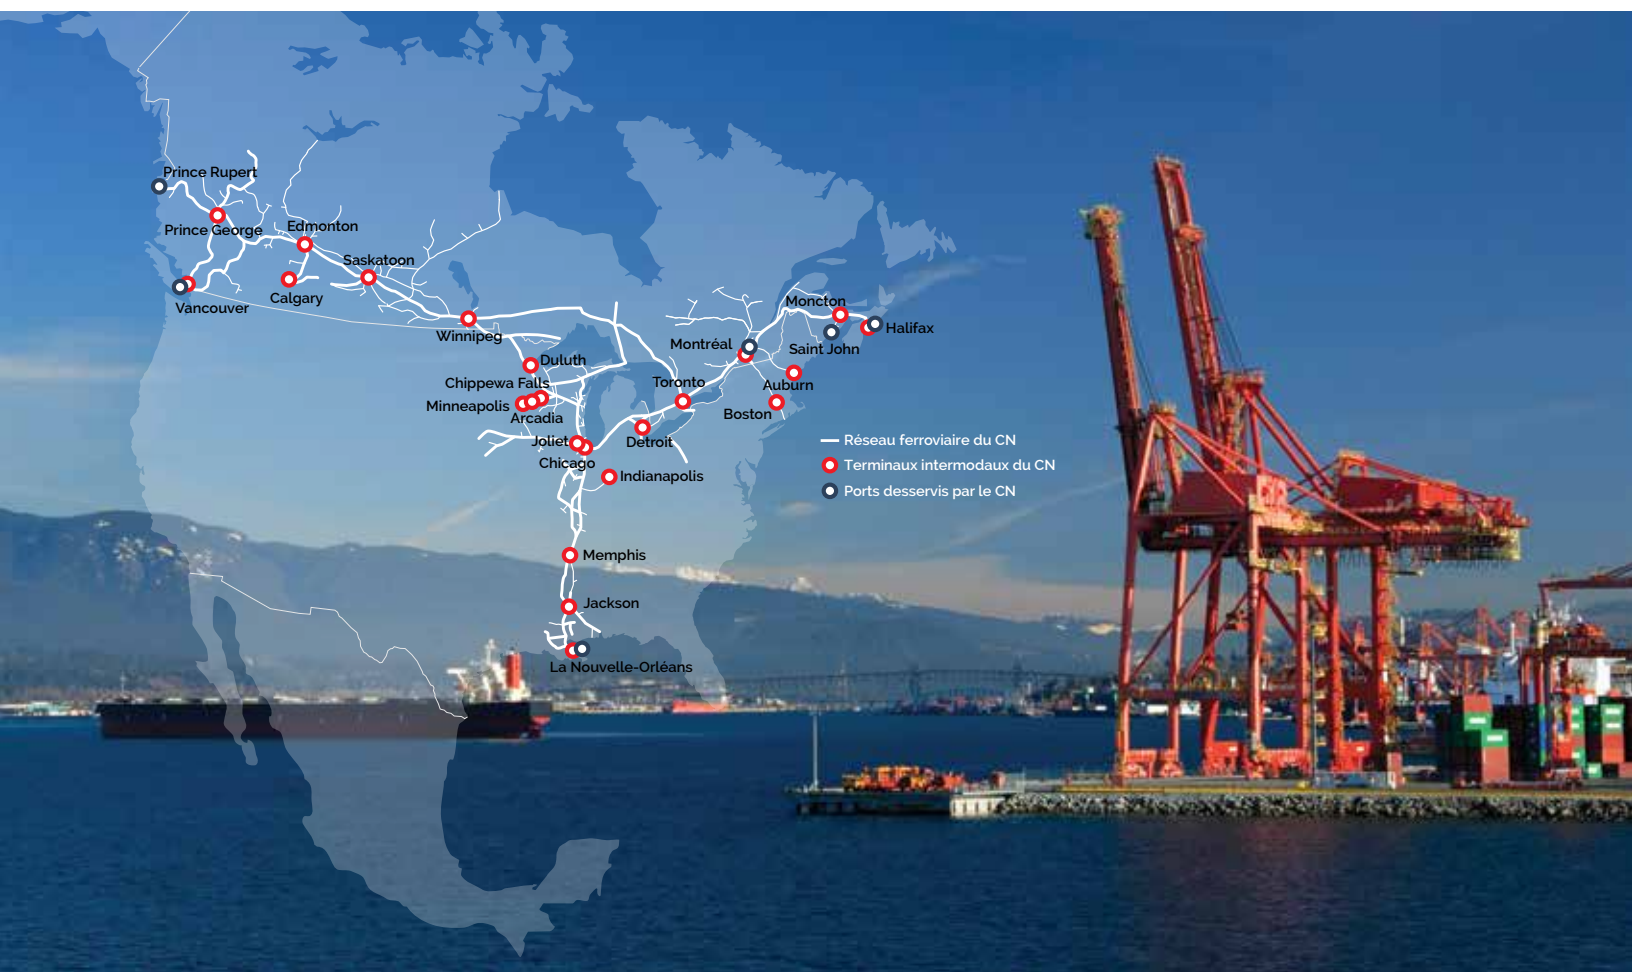 Prince Rupert
Prince George
Edmonton
Saskatoon
Calgary
Vancouver
Winnipeg
Duluth
Chippewa Falls
Minneapolis
Arcadia
Joliet
Chicago
Indianapolis
Detroit
Toronto
Montréal
Moncton
Halifax
Saint John
Auburn
Boston
Réseau ferroviaire du CN
Terminaux intermodaux du CN
Ports desservis par le CN
Memphis
Jackson
La Nouvelle-Orléans